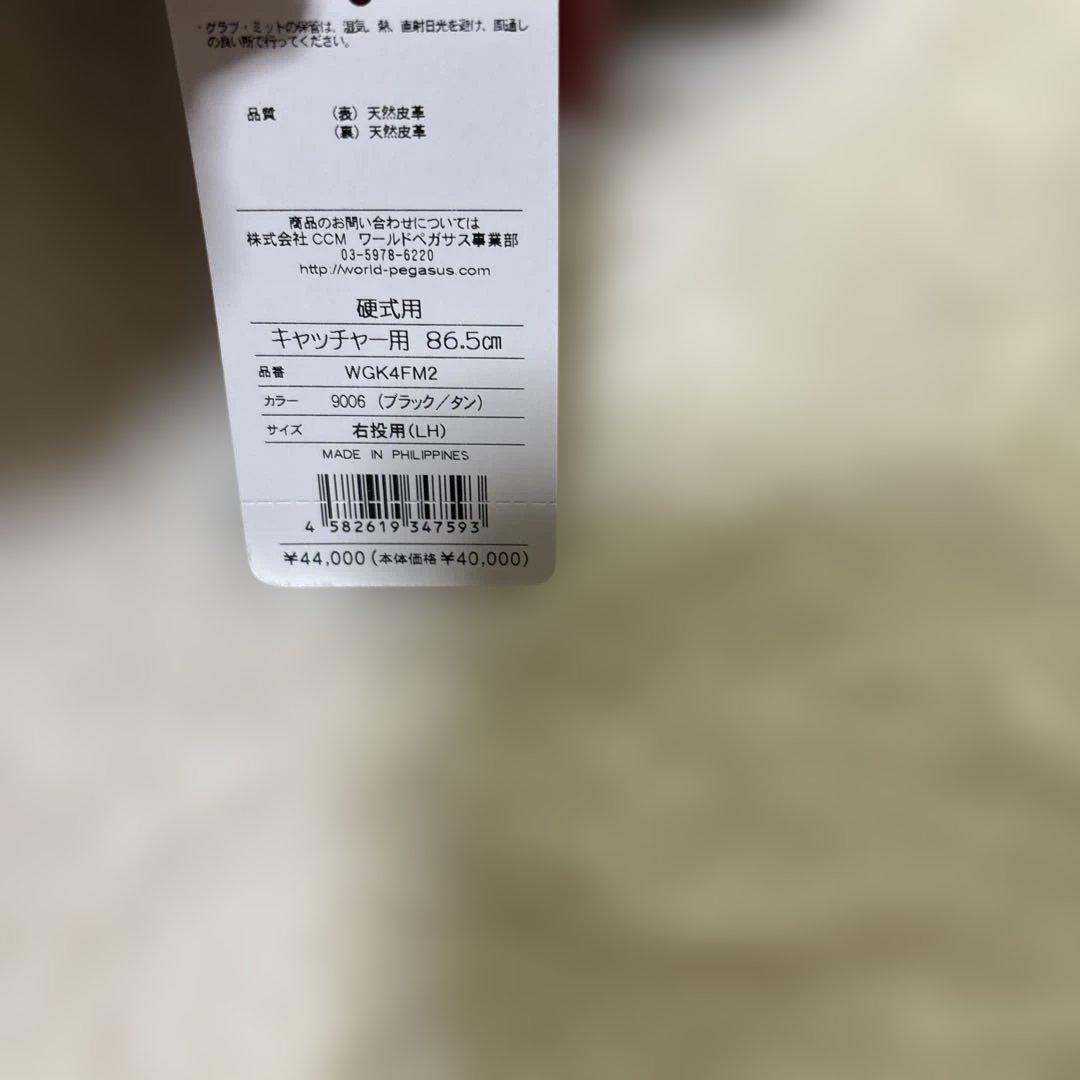 ・グラブ・ミットの保管は、湿気、熱、直射日光を避け、風通し
の良い所で行ってください。
品質 （表）天然皮革
（裏）天然皮革
商品のお問い合わせについては
株式会社CCM ワールドペガサス事業部
03-5978-6220
http://world-pegasus.com
硬式用
キャッチャー用 86.5cm
品番 WGK4FM2
カラー 9006（ブラック／タン）
サイズ 右投用(LH)
MADE IN PHILIPPINES
4 582619 347593
¥44,000(本体価格¥40,000)